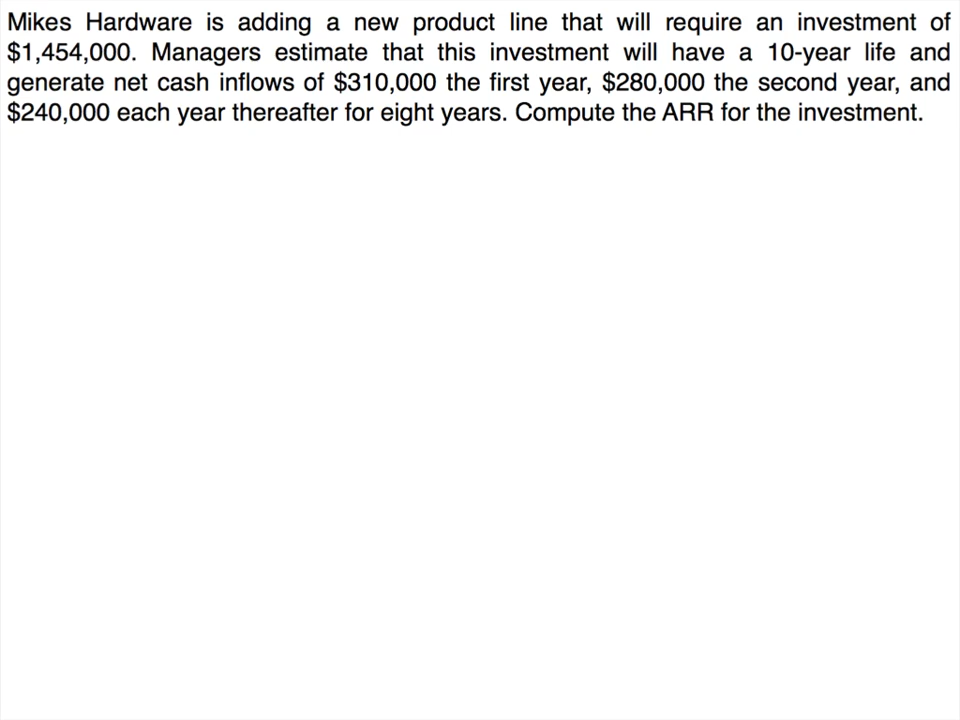 Mikes Hardware is adding a new product line that will require an investment of
$1,454,000. Managers estimate that this investment will have a 10-year life and
generate net cash inflows of $310,000 the first year, $280,000 the second year, and
$240,000 each year thereafter for eight years. Compute the ARR for the investment.